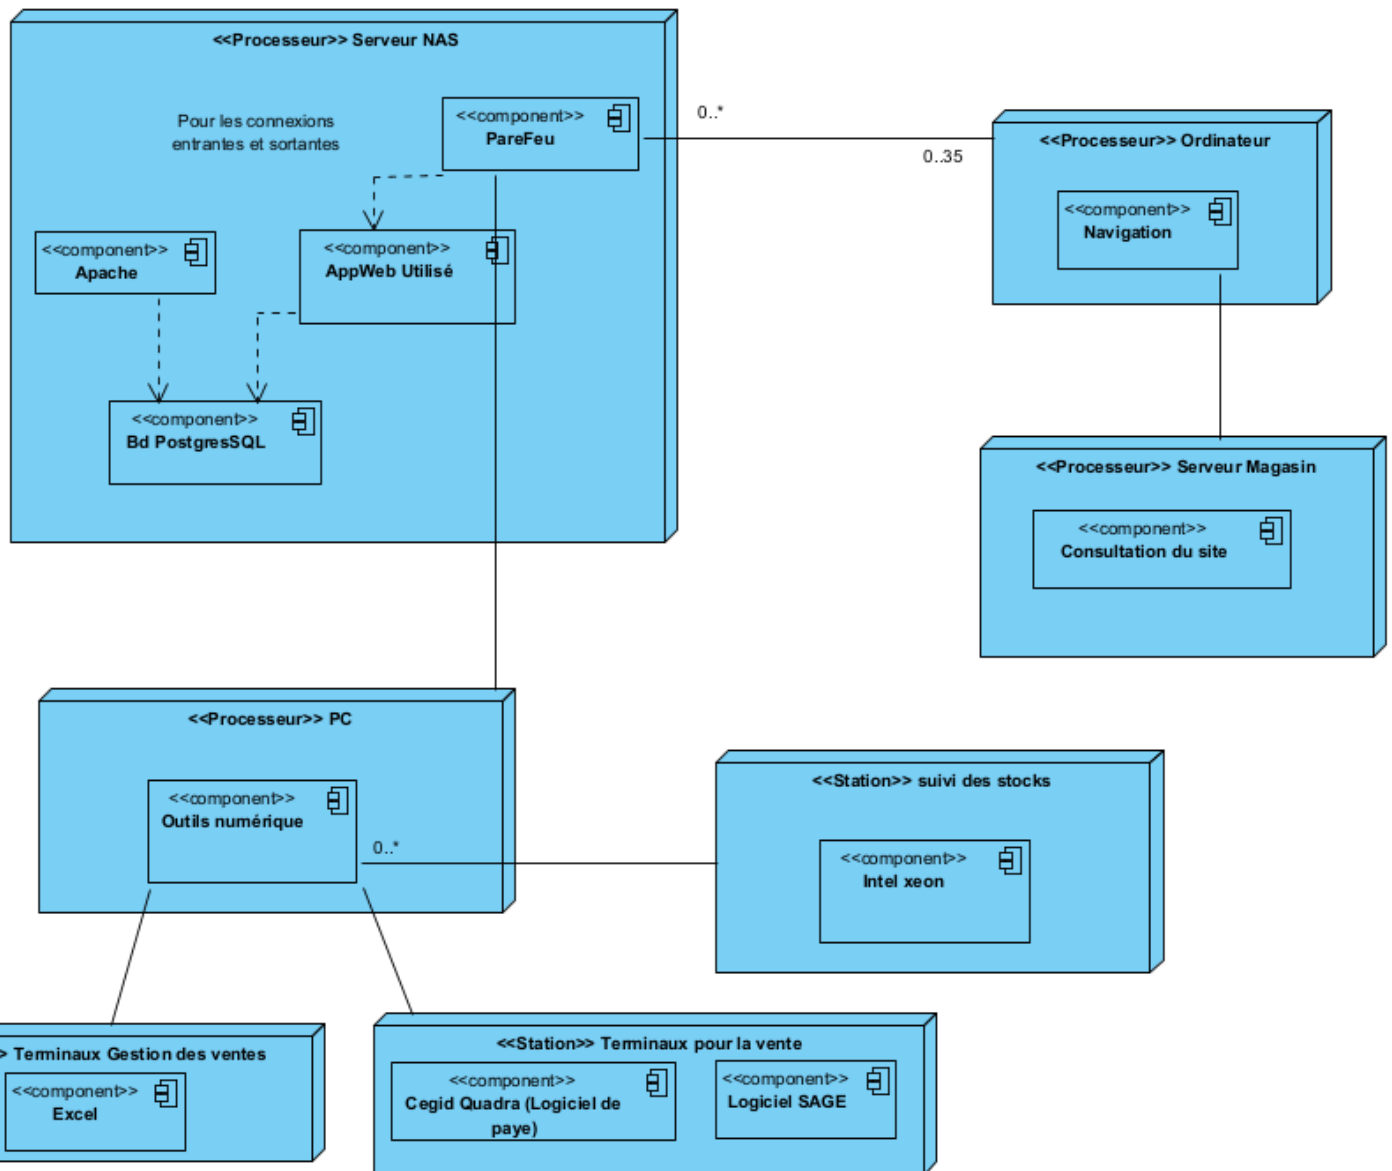 <<Processeur>> Serveur NAS
Pour les connexions
entrantes et sortantes
<<component>>
PareFeu
0..*
0..35
<<Processeur>> Ordinateur
<<component>>
Navigation
<<component>>
Apache
<<component>>
AppWeb Utilisé
<<component>>
Bd PostgresSQL
<<Processeur>> Serveur Magasin
<<component>>
Consultation du site
<<Processeur>> PC
<<component>>
Outils numérique
0..*
<<Station>> suivi des stocks
<<component>>
Intel xeon
> Terminaux Gestion des ventes
<<component>>
Excel
<<Station>> Terminaux pour la vente
<<component>>
Cegid Quadra (Logiciel de
paye)
<<component>>
Logiciel SAGE